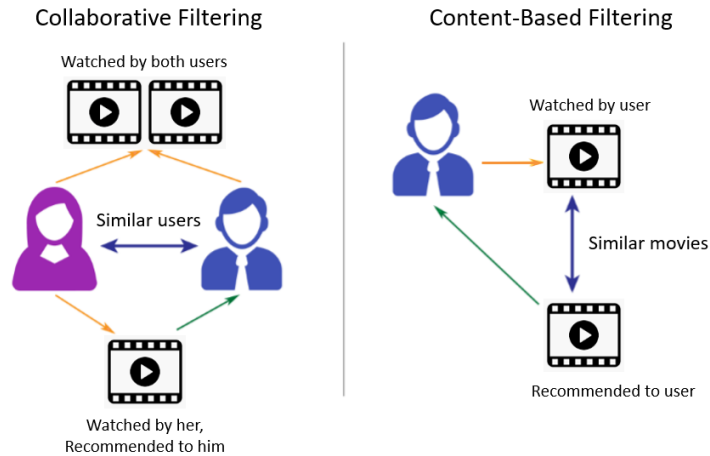 Collaborative Filtering
Watched by both users
Similar users
Watched by her,
Recommended to him
Content-Based Filtering
Watched by user
Similar movies
Recommended to user